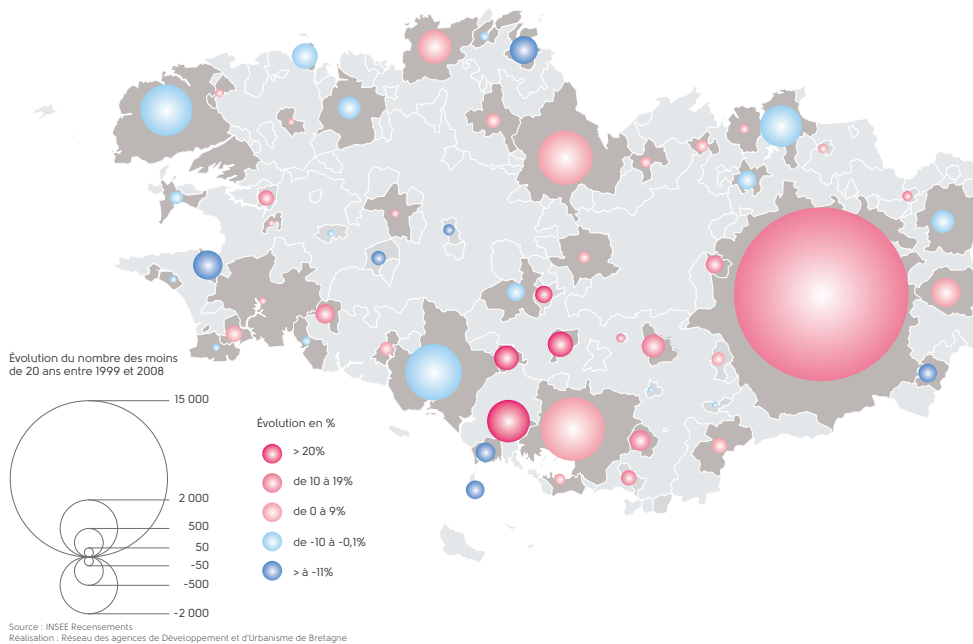 Évolution du nombre des moins
de 20 ans entre 1999 et 2008
15 000
2 000
500
50
-50
-500
-2 000
Évolution en %
> 20%
de 10 à 19%
de 0 à 9%
de -10 à -0,1%
> à -11%
Source : INSEE Recensements
Réalisation : Réseau des agences de Développement et d'Urbanisme de Bretagne